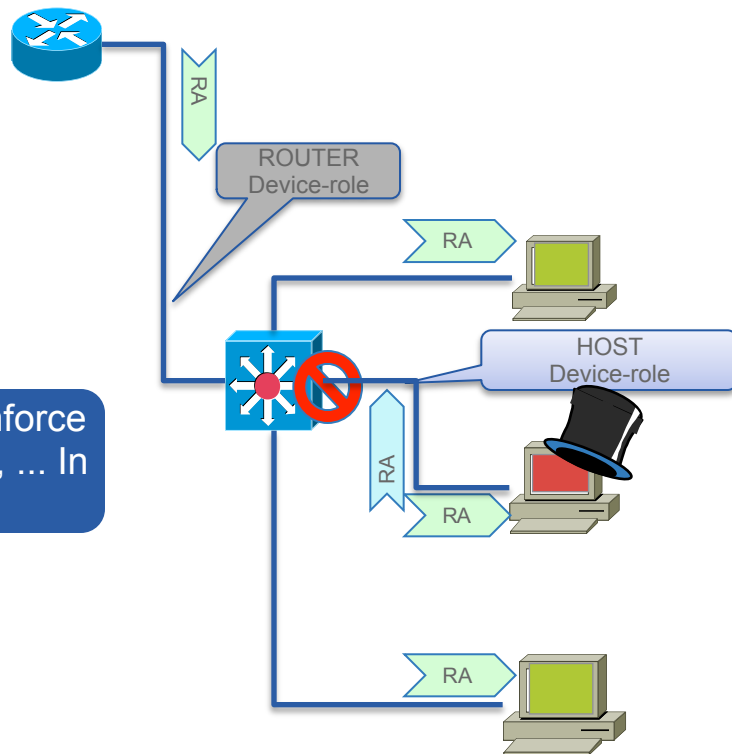 RA
ROUTER
Device-role
RA
HOST
Device-role
nforce
, ... In
RA
RA
RA